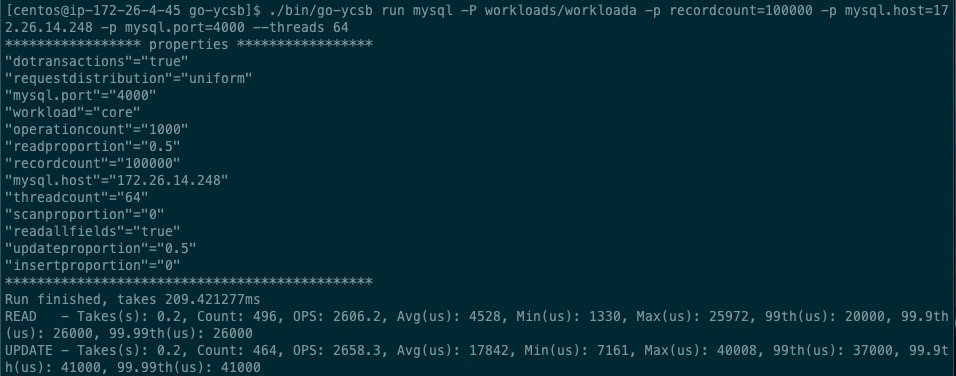 [centos@ip-172-26-4-45 go-ycsb]$ ./bin/go-ycsb run mysql -P workloads/workloada -p recordcount=100000 -p mysql.host=17
2.26.14.248 -p mysql.port=4000 --threads 64
***************** properties *****************
"dotransactions"="true"
"requestdistribution"="uniform"
"mysql.port"="4000"
"workload"="core"
"operationcount"="1000"
"readproportion"="0.5"
"recordcount"="100000"
"mysql.host"="172.26.14.248"
"threadcount"="64"
"scanproportion"="0"
"readallfields"="true"
"updateproportion"="0.5"
"insertproportion"="0"
**********************************************
Run finished, takes 209.421277ms
READ   - Takes(s): 0.2, Count: 496, OPS: 2606.2, Avg(us): 4528, Min(us): 1330, Max(us): 25972, 99th(us): 20000, 99.9th
(us): 26000, 99.99th(us): 26000
UPDATE - Takes(s): 0.2, Count: 464, OPS: 2658.3, Avg(us): 17842, Min(us): 7161, Max(us): 40008, 99th(us): 37000, 99.9t
h(us): 41000, 99.99th(us): 41000